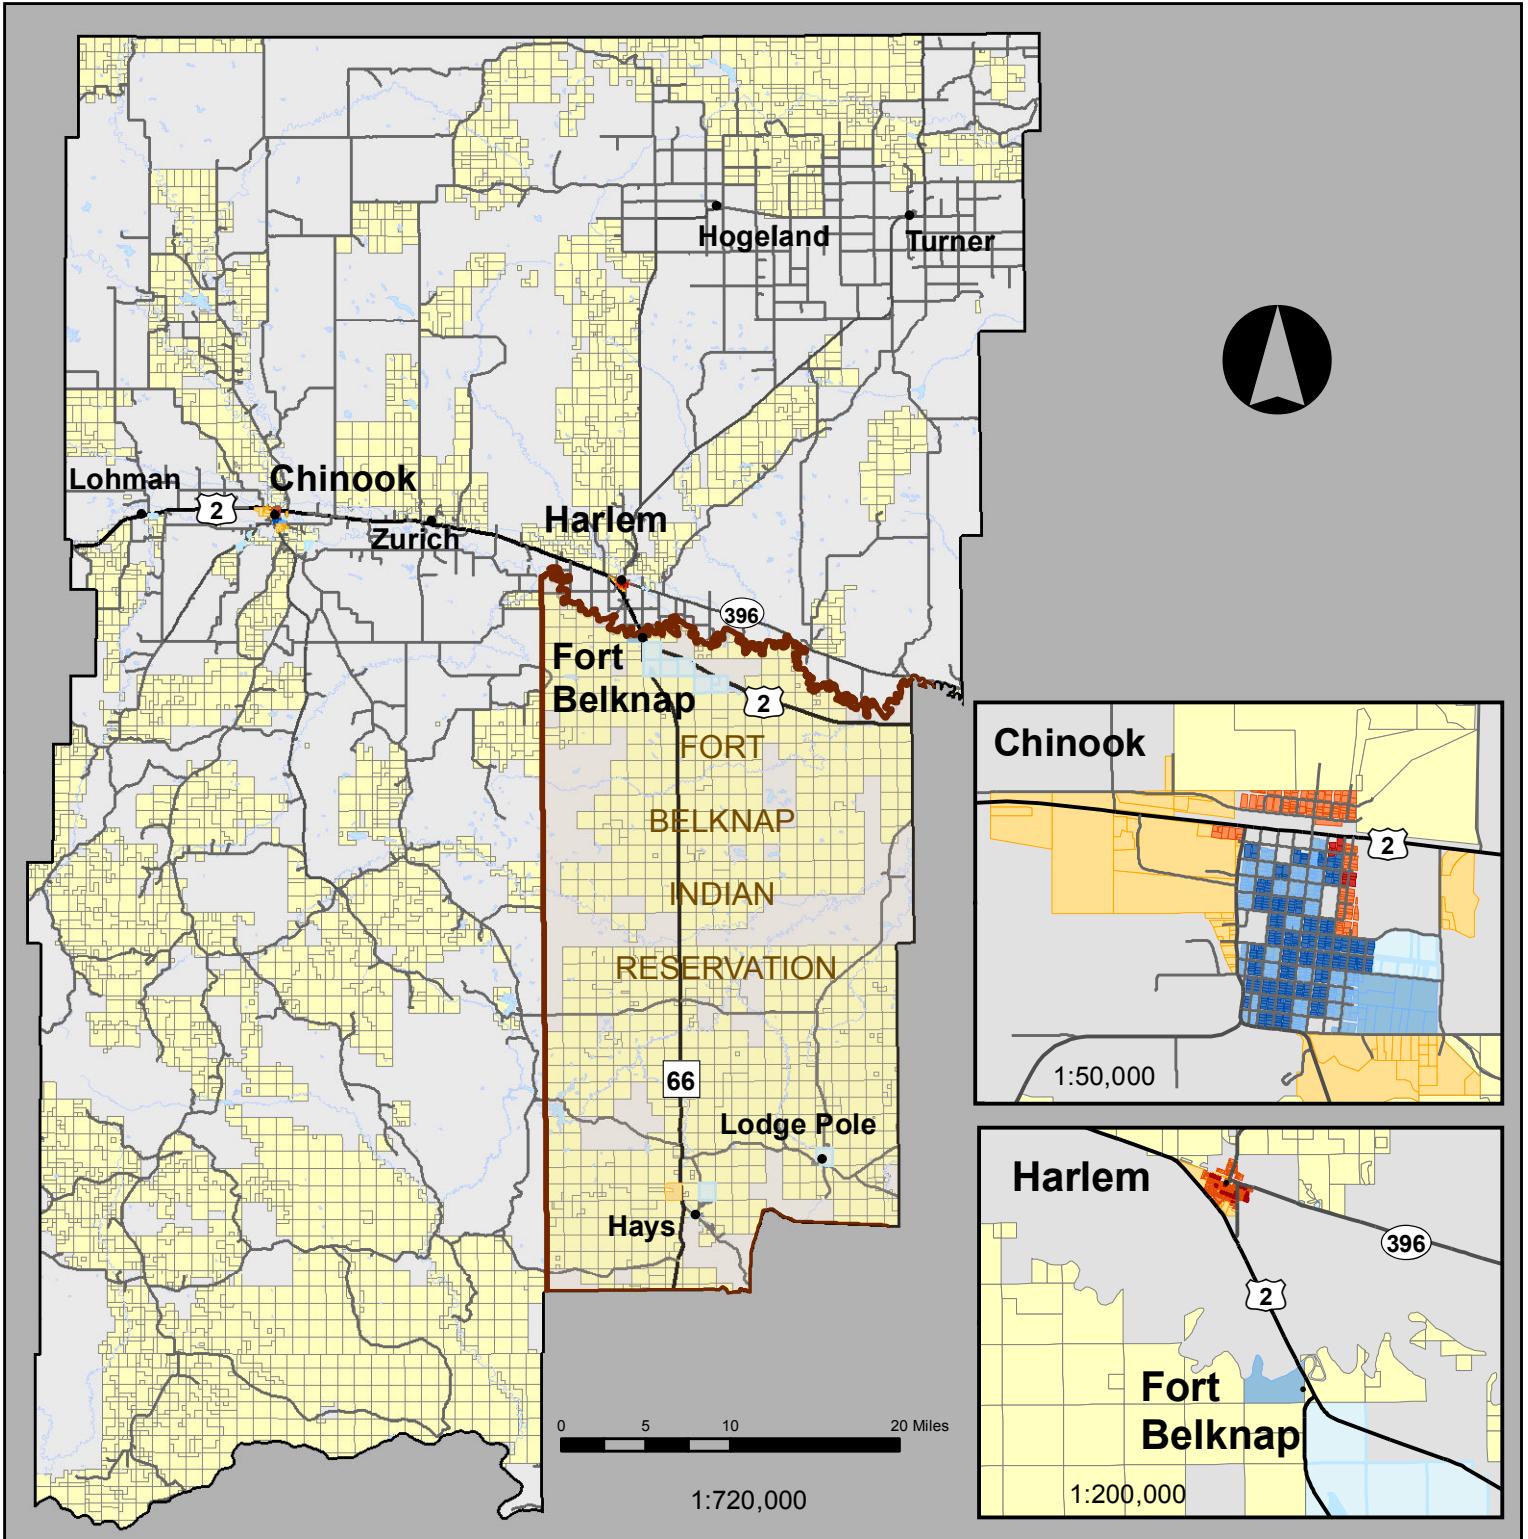 Hogeland
Turner
Lohman
Chinook
2
Zurich
Harlem
396
Fort
Belknap
2
FORT
BELKNAP
INDIAN
RESERVATION
66
Lodge Pole
Hays
0 5 10 20 Miles
1:720,000
Chinook
2
1:50,000
Harlem
396
2
Fort
Belknap
1:200,000